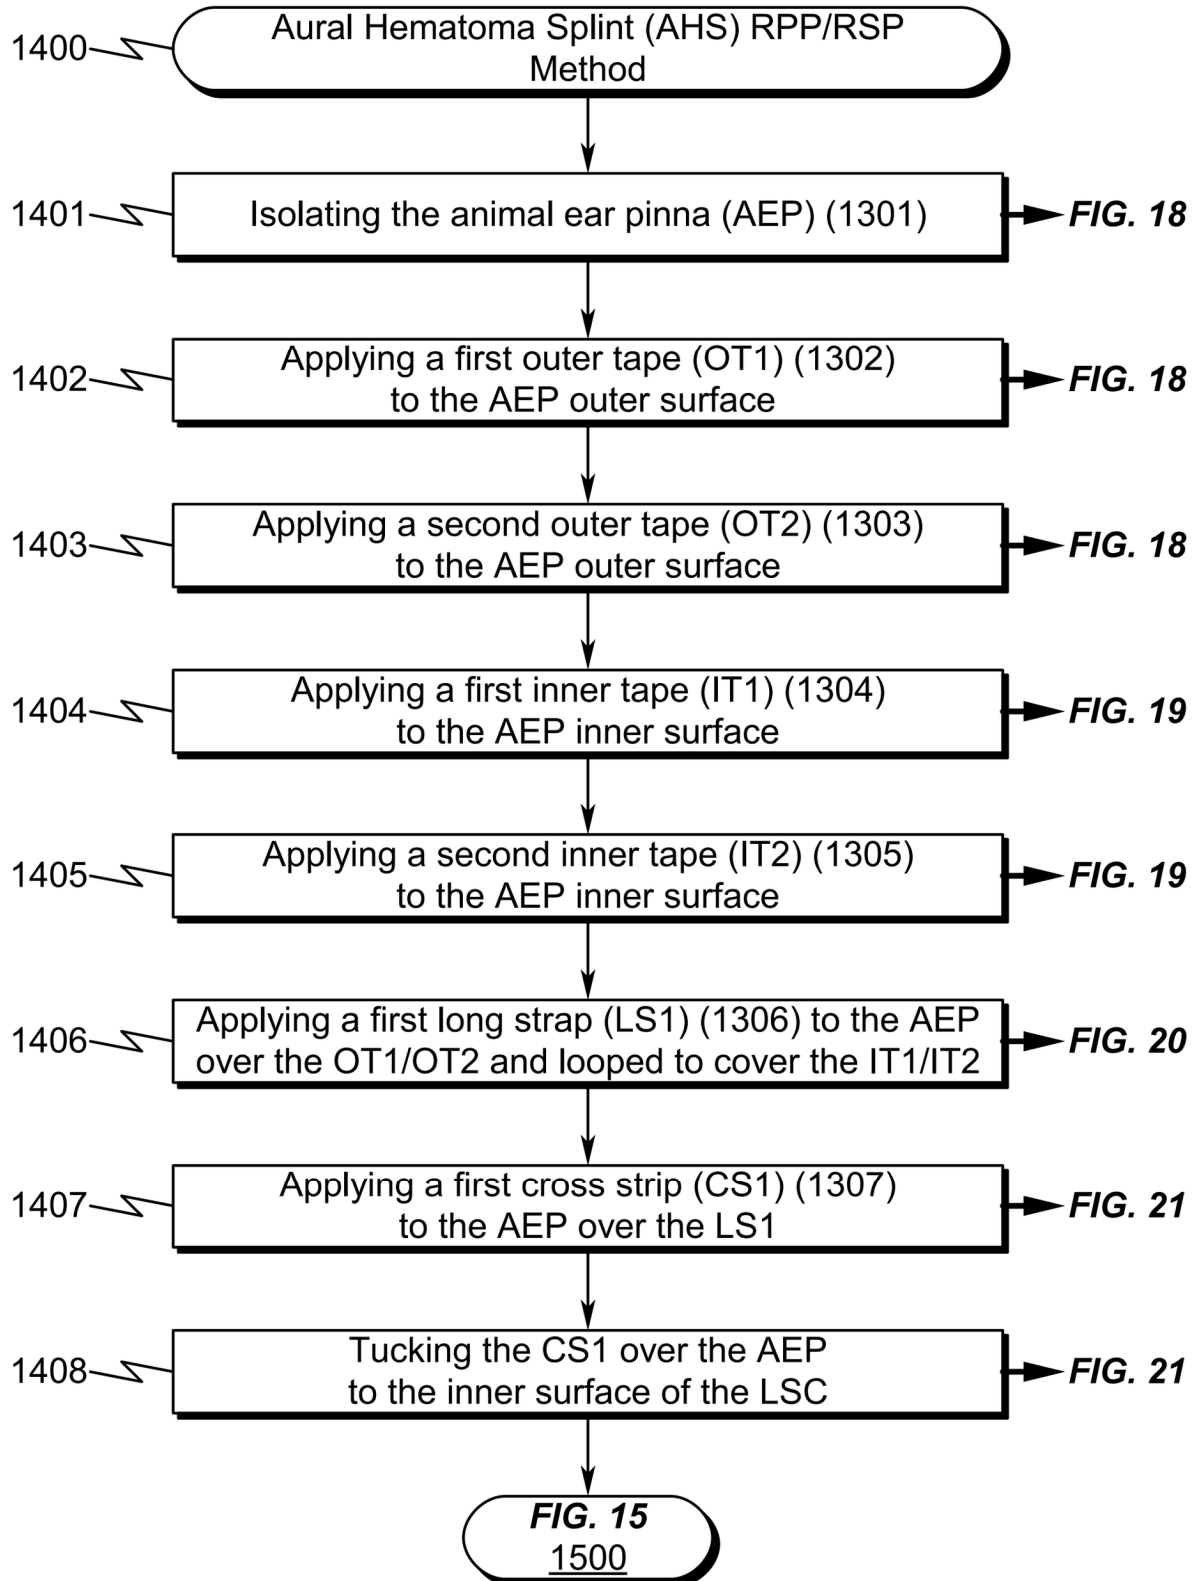 Aural Hematoma Splint (AHS) RPP/RSP
Method
1400
1401
Isolating the animal ear pinna (AEP) (1301)
FIG. 18
1402
Applying a first outer tape (OT1) (1302)
to the AEP outer surface
FIG. 18
1403
Applying a second outer tape (OT2) (1303)
to the AEP outer surface
FIG. 18
1404
Applying a first inner tape (IT1) (1304)
to the AEP inner surface
FIG. 19
1405
Applying a second inner tape (IT2) (1305)
to the AEP inner surface
FIG. 19
1406
Applying a first long strap (LS1) (1306) to the AEP
over the OT1/OT2 and looped to cover the IT1/IT2
FIG. 20
1407
Applying a first cross strip (CS1) (1307)
to the AEP over the LS1
FIG. 21
1408
Tucking the CS1 over the AEP
to the inner surface of the LSC
FIG. 21
FIG. 15
1500